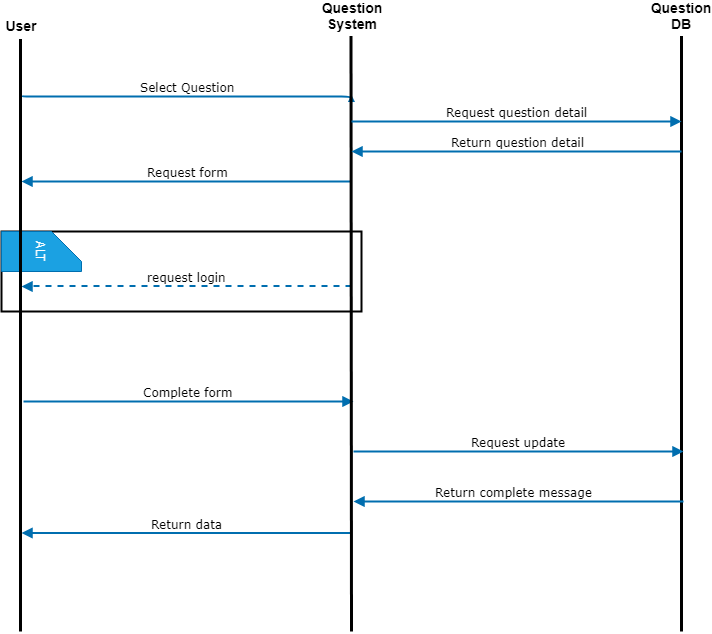 User
Question
System
Question
DB
Select Question
Request question detail
Return question detail
Request form
ALT
request login
Complete form
Request update
Return complete message
Return data